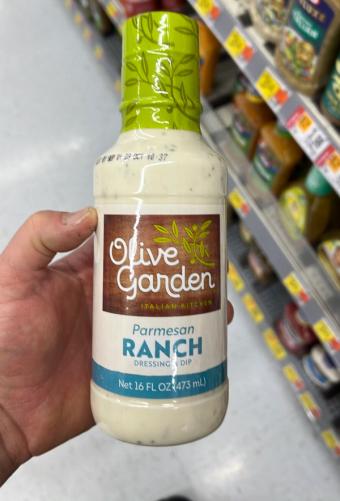 Olive
Garden
ITALIAN KITCHEN
Parmesan
RANCH
DRESSING & DIP
Net 16 FL OZ (473 mL)